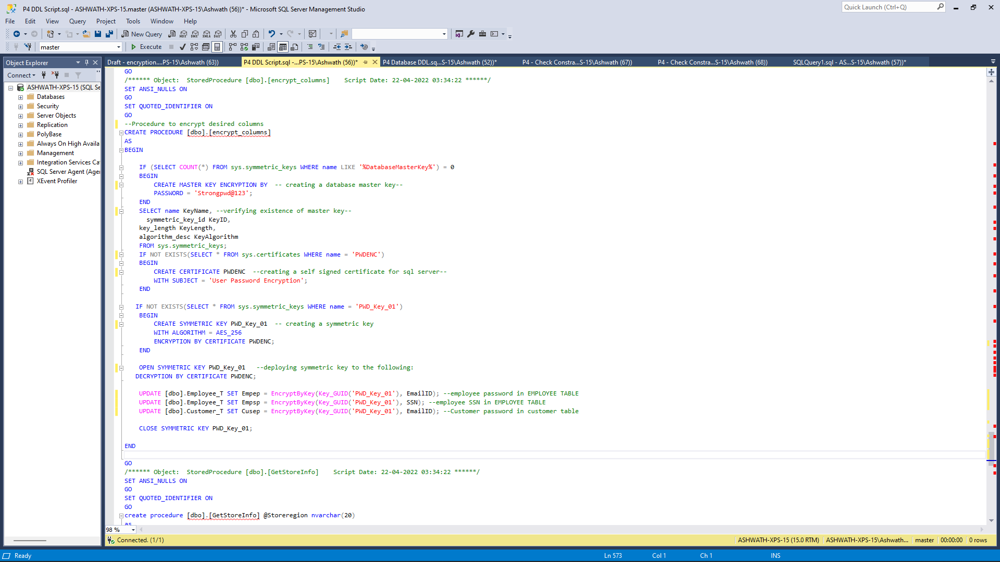 P4 DDL Script.sql - ASHWATH-XPS-15.master (ASHWATH-XPS-15\Ashwath (56))* - Microsoft SQL Server Management Studio
Quick Launch (Ctrl+Q)
File Edit View Query Project Tools Window Help
New Query MDX DMX XMLA DAX
master Execute
Object Explorer
Draft - encryption....PS-15\Ashwath (63)) P4 DDL Script.sql -...PS-15\Ashwath (56))* P4 Database DDL.sq...S-15\Ashwath (52))* P4 - Check Constra...S-15\Ashwath (67)) P4 - Check Constra...S-15\Ashwath (68)) SQLQuery1.sql - AS...S-15\Ashwath (57))*
Connect
ASHWATH-XPS-15 (SQL Se
Databases
Security
Server Objects
Replication
PolyBase
Always On High Availa
Management
Integration Services Ca
SQL Server Agent (Agen
XEvent Profiler
GO
/****** Object:  StoredProcedure [dbo].[encrypt_columns]    Script Date: 22-04-2022 03:34:22 ******/
SET ANSI_NULLS ON
GO
SET QUOTED_IDENTIFIER ON
GO
--Procedure to encrypt desired columns
CREATE PROCEDURE [dbo].[encrypt_columns]
AS
BEGIN
IF (SELECT COUNT(*) FROM sys.symmetric_keys WHERE name LIKE '%DatabaseMasterKey%') = 0
BEGIN
CREATE MASTER KEY ENCRYPTION BY  -- creating a database master key--
PASSWORD = 'Strongpwd@123';
END
SELECT name KeyName, --verifying existence of master key--
symmetric_key_id KeyID,
key_length KeyLength,
algorithm_desc KeyAlgorithm
FROM sys.symmetric_keys;
IF NOT EXISTS(SELECT * FROM sys.certificates WHERE name = 'PWDENC')
BEGIN
CREATE CERTIFICATE PWDENC  --creating a self signed certificate for sql server--
WITH SUBJECT = 'User Password Encryption';
END
IF NOT EXISTS(SELECT * FROM sys.symmetric_keys WHERE name = 'PWD_Key_01')
BEGIN
CREATE SYMMETRIC KEY PWD_Key_01  -- creating a symmetric key
WITH ALGORITHM = AES_256
ENCRYPTION BY CERTIFICATE PWDENC;
END
OPEN SYMMETRIC KEY PWD_Key_01   --deploying symmetric key to the following:
DECRYPTION BY CERTIFICATE PWDENC;
UPDATE [dbo].Employee_T SET Empep = EncryptByKey(Key_GUID('PWD_Key_01'), EmailID); --employee password in EMPLOYEE TABLE
UPDATE [dbo].Employee_T SET Empsp = EncryptByKey(Key_GUID('PWD_Key_01'), SSN); --employee SSN in EMPLOYEE TABLE
UPDATE [dbo].Customer_T SET Cusep = EncryptByKey(Key_GUID('PWD_Key_01'), EmailID); --Customer password in customer table
CLOSE SYMMETRIC KEY PWD_Key_01;
END
GO
/****** Object:  StoredProcedure [dbo].[GetStoreInfo]    Script Date: 22-04-2022 03:34:22 ******/
SET ANSI_NULLS ON
GO
SET QUOTED_IDENTIFIER ON
GO
create procedure [dbo].[GetStoreInfo] @Storeregion nvarchar(20)
as
98 %
Connected. (1/1) ASHWATH-XPS-15 (15.0 RTM) ASHWATH-XPS-15\Ashwath... master 00:00:00 0 rows
Ready Ln 573 Col 1 Ch 1 INS